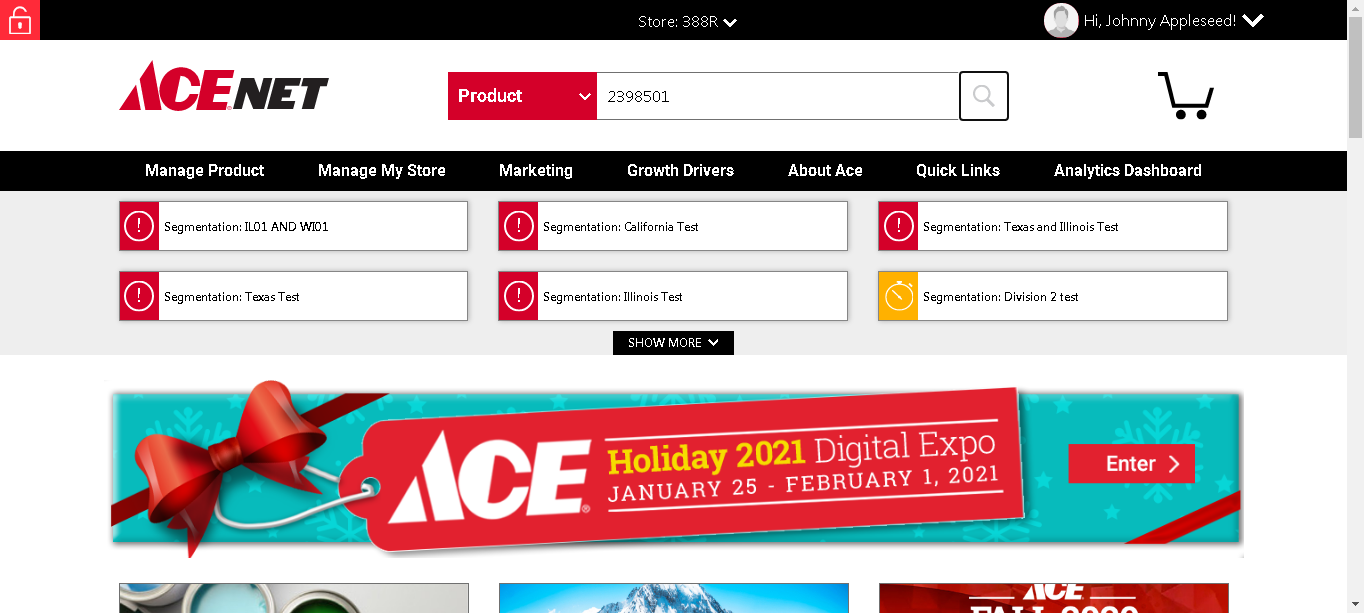 Store: 388R
Hi, Johnny Appleseed!
ACENET
Product
2398501
Manage Product
Manage My Store
Marketing
Growth Drivers
About Ace
Quick Links
Analytics Dashboard
! Segmentation: IL01 AND WI01
! Segmentation: California Test
! Segmentation: Texas and Illinois Test
! Segmentation: Texas Test
! Segmentation: Illinois Test
Segmentation: Division 2 test
SHOW MORE
ACE®
Holiday 2021 Digital Expo
JANUARY 25 - FEBRUARY 1, 2021
Enter
ACE
FALL 2020